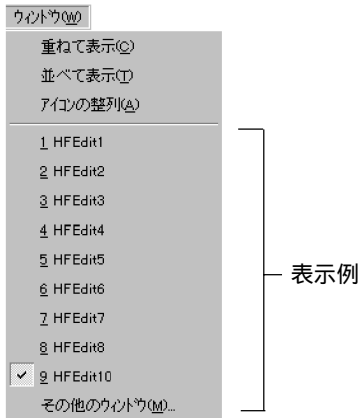 ｳｨﾝﾄﾞｳ(W)
重ねて表示(C)
並べて表示(T)
ｱｲｺﾝの整列(A)
1 HFEdit1
2 HFEdit2
3 HFEdit3
4 HFEdit4
5 HFEdit5
6 HFEdit6
7 HFEdit7
8 HFEdit8
9 HFEdit10
その他のｳｨﾝﾄﾞｳ(M)...
表示例